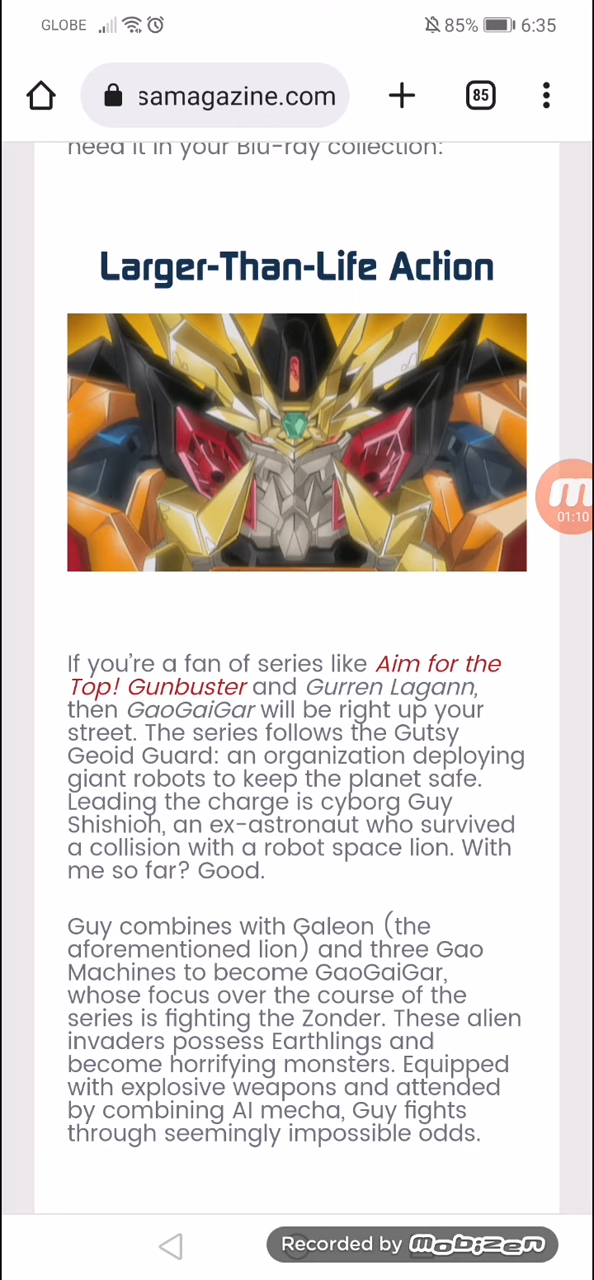 GLOBE 85% 6:35
samagazine.com 85
need it in your Blu-ray collection:
Larger-Than-Life Action
01:10
If you're a fan of series like Aim for the
Top! Gunbuster and Gurren Lagann,
then GaoGaiGar will be right up your
street. The series follows the Gutsy
Geoid Guard: an organization deploying
giant robots to keep the planet safe.
Leading the charge is cyborg Guy
Shishioh, an ex-astronaut who survived
a collision with a robot space lion. With
me so far? Good.
Guy combines with Galeon (the
aforementioned lion) and three Gao
Machines to become GaoGaiGar,
whose focus over the course of the
series is fighting the Zonder. These alien
invaders possess Earthlings and
become horrifying monsters. Equipped
with explosive weapons and attended
by combining AI mecha, Guy fights
through seemingly impossible odds.
Recorded by mobizen